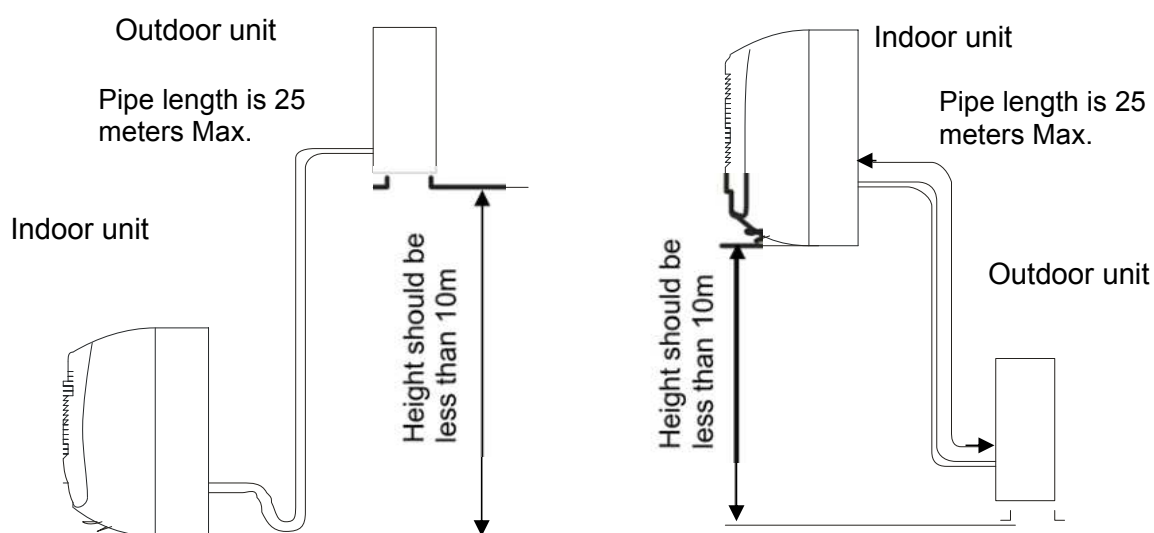 Outdoor unit
Pipe length is 25
meters Max.
Indoor unit
Height should be
less than 10m
Indoor unit
Pipe length is 25
meters Max.
Outdoor unit
Height should be
less than 10m